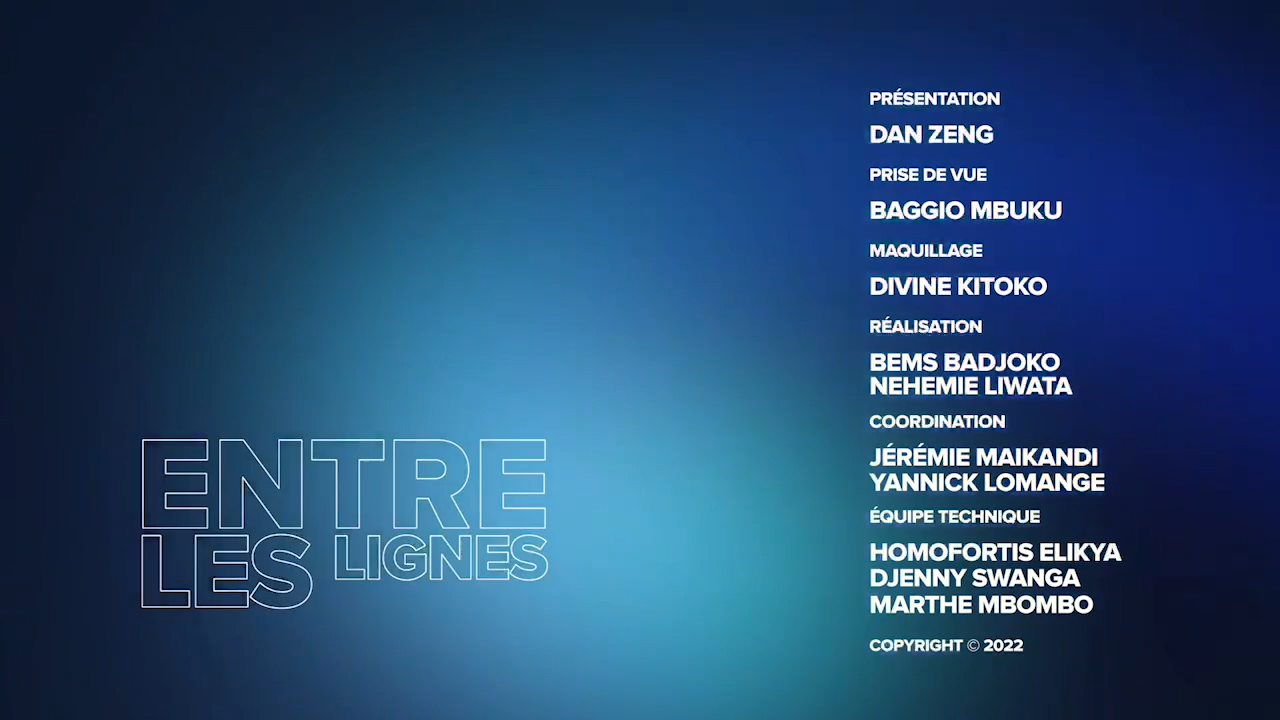 ENTRE
LES LIGNES
PRÉSENTATION
DAN ZENG
PRISE DE VUE
BAGGIO MBUKU
MAQUILLAGE
DIVINE KITOKO
RÉALISATION
BEMS BADJOKO
NEHEMIE LIWATA
COORDINATION
JÉRÉMIE MAIKANDI
YANNICK LOMANGE
ÉQUIPE TECHNIQUE
HOMOFORTIS ELIKYA
DJENNY SWANGA
MARTHE MBOMBO
COPYRIGHT © 2022